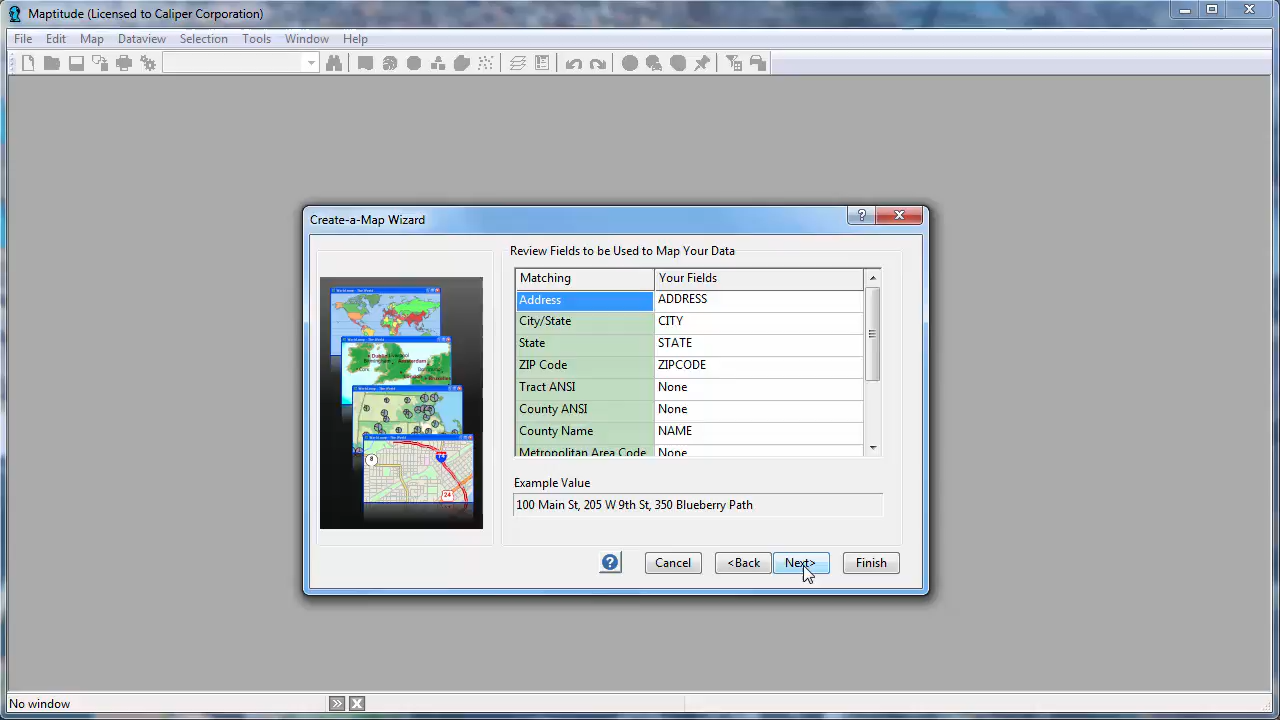 Maptitude (Licensed to Caliper Corporation)
File Edit Map Dataview Selection Tools Window Help
Create-a-Map Wizard
Review Fields to be Used to Map Your Data
Matching Your Fields
Address ADDRESS
City/State CITY
State STATE
ZIP Code ZIPCODE
Tract ANSI None
County ANSI None
County Name NAME
Metropolitan Area Code None
Example Value
100 Main St, 205 W 9th St, 350 Blueberry Path
Cancel <Back Next> Finish
No window